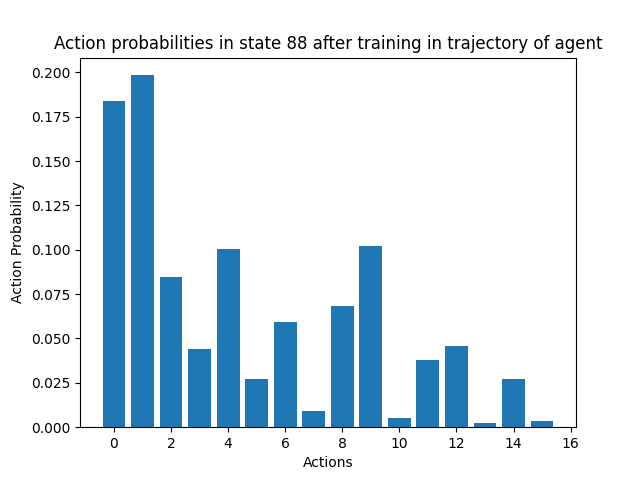 Action probabilities in state 88 after training in trajectory of agent
0.200
0.175
0.150
0.125
0.100
0.075
0.050
0.025
0.000
Action Probability
0 2 4 6 8 10 12 14 16
Actions